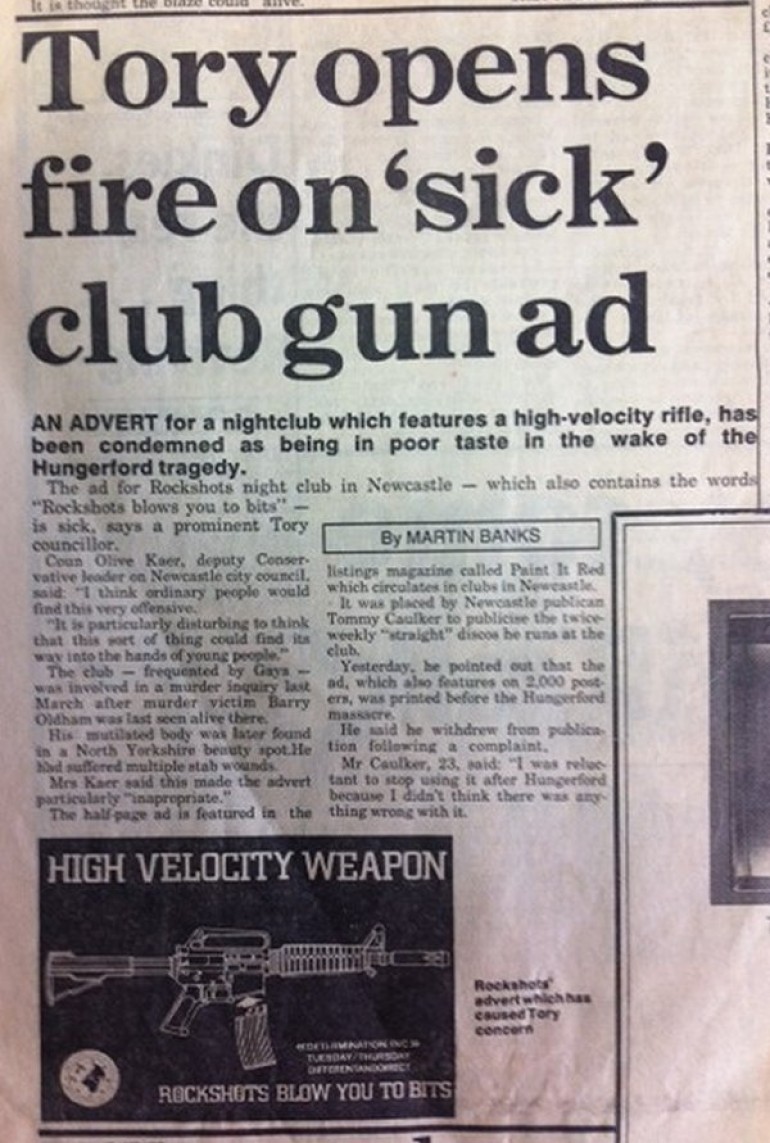 It is thought the blaze could alive.
Tory opens
fire on ‘sick’
club gun ad
AN ADVERT for a nightclub which features a high-velocity rifle, has
been condemned as being in poor taste in the wake of the
Hungerford tragedy.
The ad for Rockshots night club in Newcastle — which also contains the words
“Rockshots blows you to bits” —
is sick, says a prominent Tory
councillor.
Coun Olive Kaer, deputy Conser-
vative leader on Newcastle city council,
said: “I think ordinary people would
find this very offensive.
“It is particularly disturbing to think
that this sort of thing could find its
way into the hands of young people.”
The club — frequented by Gays —
was involved in a murder inquiry last
March after murder victim Barry
Oldham was last seen alive there.
His mutilated body was later found
in a North Yorkshire beauty spot.He
had suffered multiple stab wounds.
Mrs Kaer said this made the advert
particularly “inapropriate.”
The half-page ad is featured in the
By MARTIN BANKS
listings magazine called Paint It Red
which circulates in clubs in Newcastle.
It was placed by Newcastle publican
Tommy Caulker to publicise the twice-
weekly “straight” discos he runs at the
club.
Yesterday, he pointed out that the
ad, which also features on 2,000 post-
ers, was printed before the Hungerford
massacre.
He said he withdrew from publica-
tion following a complaint.
Mr Caulker, 23, said: “I was reluc-
tant to stop using it after Hungerford
because I didn’t think there was any-
thing wrong with it.
HIGH VELOCITY WEAPON
TUESDAY/THURSDAY
ROCKSHOTS BLOW YOU TO BITS
Rockshots’
advert which has
caused Tory
concern